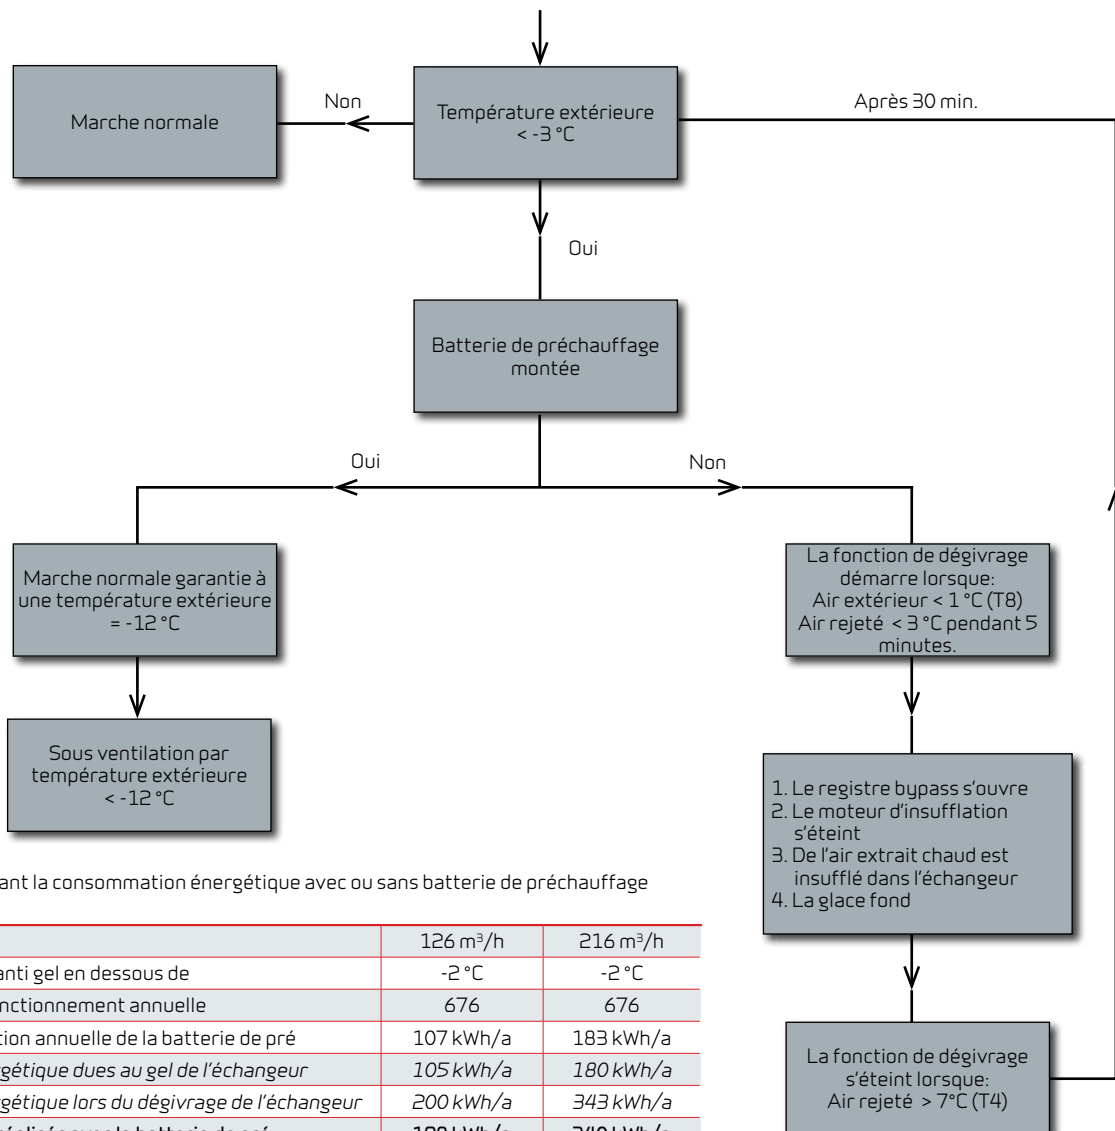 Après 30 min.
Non
Marche normale
Température extérieure
< -3 °C
Oui
Batterie de préchauffage
montée
Oui
Non
Marche normale garantie à
une température extérieure
= -12 °C
La fonction de dégivrage
démarre lorsque:
Air extérieur < 1 °C (T8)
Air rejeté < 3 °C pendant 5
minutes.
Sous ventilation par
température extérieure
< -12 °C
1. Le registre bypass s'ouvre
2. Le moteur d'insufflation
s'éteint
3. De l'air extrait chaud est
insufflé dans l'échangeur
4. La glace fond
La fonction de dégivrage
s'éteint lorsque:
Air rejeté > 7°C (T4)
ant la consommation énergétique avec ou sans batterie de préchauffage
126 m³/h 216 m³/h
anti gel en dessous de -2 °C -2 °C
nctionnement annuelle 676 676
tion annuelle de la batterie de pré 107 kWh/a 183 kWh/a
gétique dues au gel de l'échangeur 105 kWh/a 180 kWh/a
gétique lors du dégivrage de l'échangeur 200 kWh/a 343 kWh/a